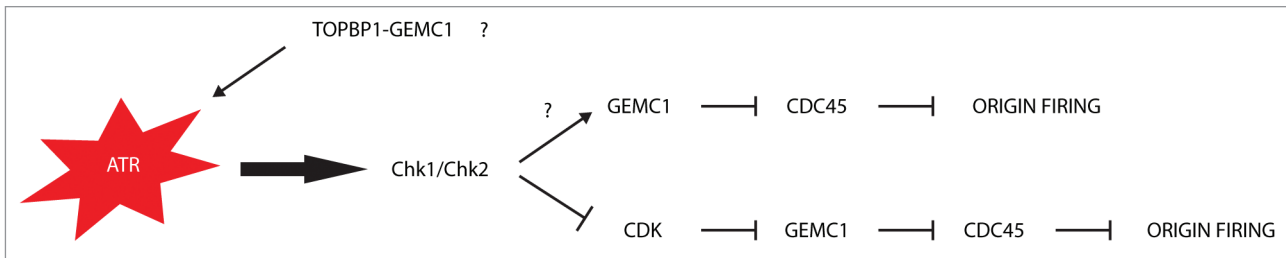 TOPBP1-GEMC1 ?
? GEMC1 CDC45 ORIGIN FIRING
ATR Chk1/Chk2
CDK GEMC1 CDC45 ORIGIN FIRING